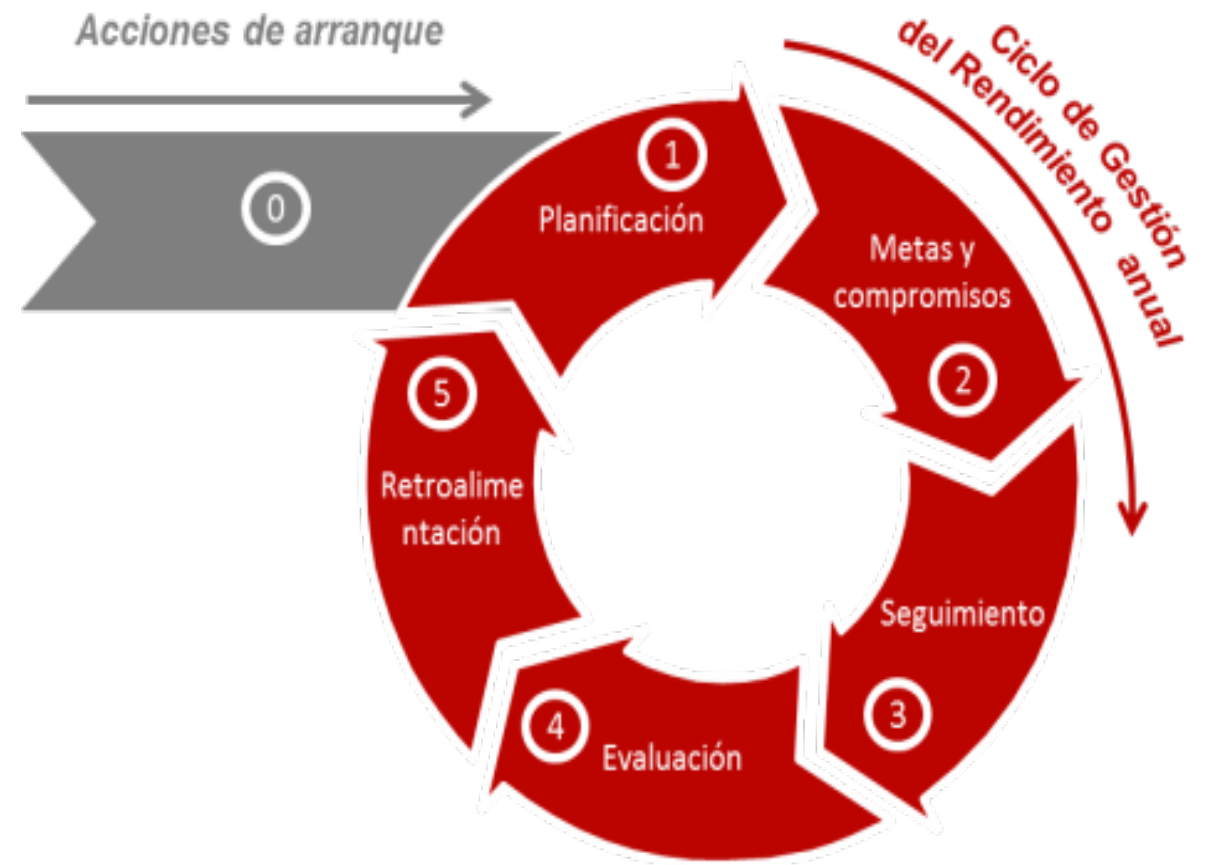 Acciones de arranque
Ciclo de Gestión
del Rendimiento anual
0
1
Planificación
Metas y
compromisos
2
Seguimiento
3
4
Evaluación
5
Retroalime
ntación